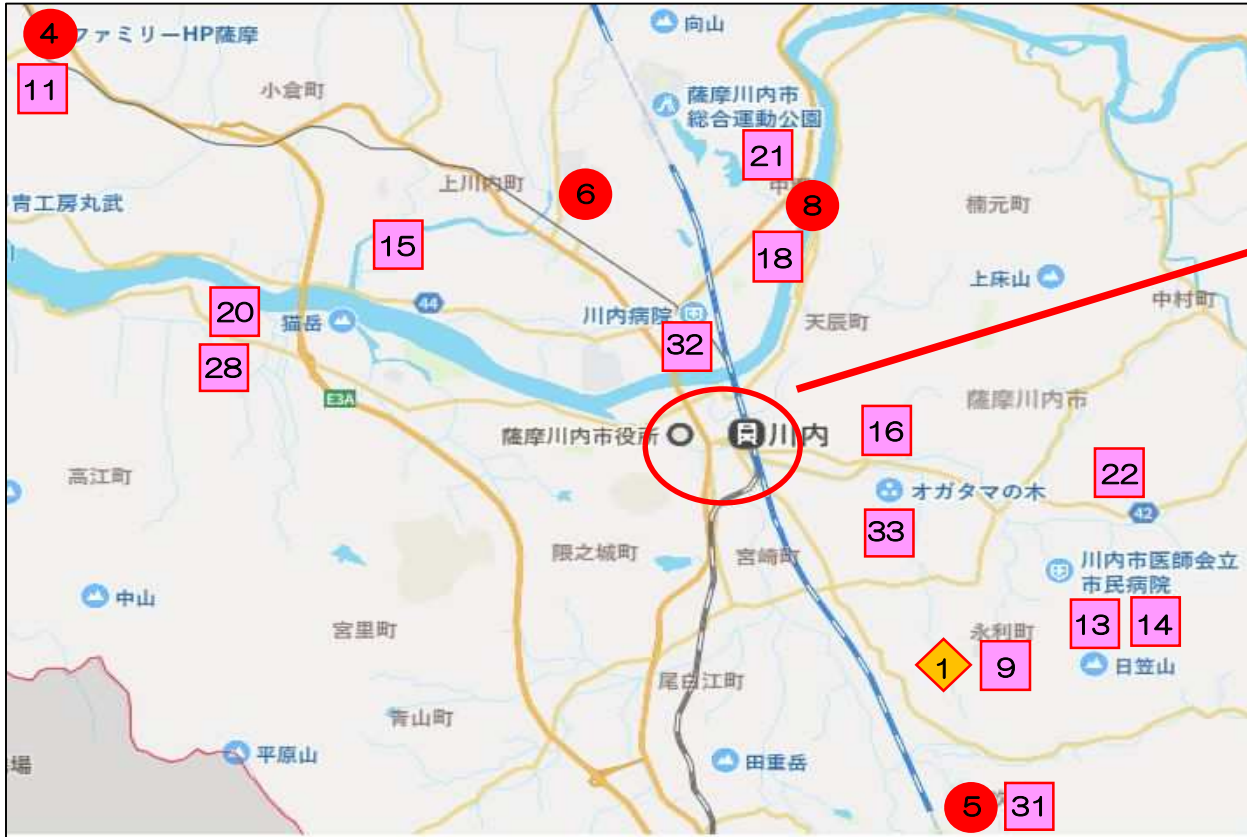 4
ファミリーHP薩摩
向山
11
小倉町
薩摩川内市
総合運動公園
21
上川内町
6
8
冑工房丸武
楠元町
15
18
上床山
44
20
猫岳
川内病院
天辰町
中村町
32
28
E3A
薩摩川内市
薩摩川内市役所
川内
16
高江町
22
オガタマの木
42
33
隈之城町
宮崎町
川内市医師会立
市民病院
中山
宮里町
13
14
永利町
1
9
日笠山
尾白江町
青山町
平原山
場
田重岳
5
31